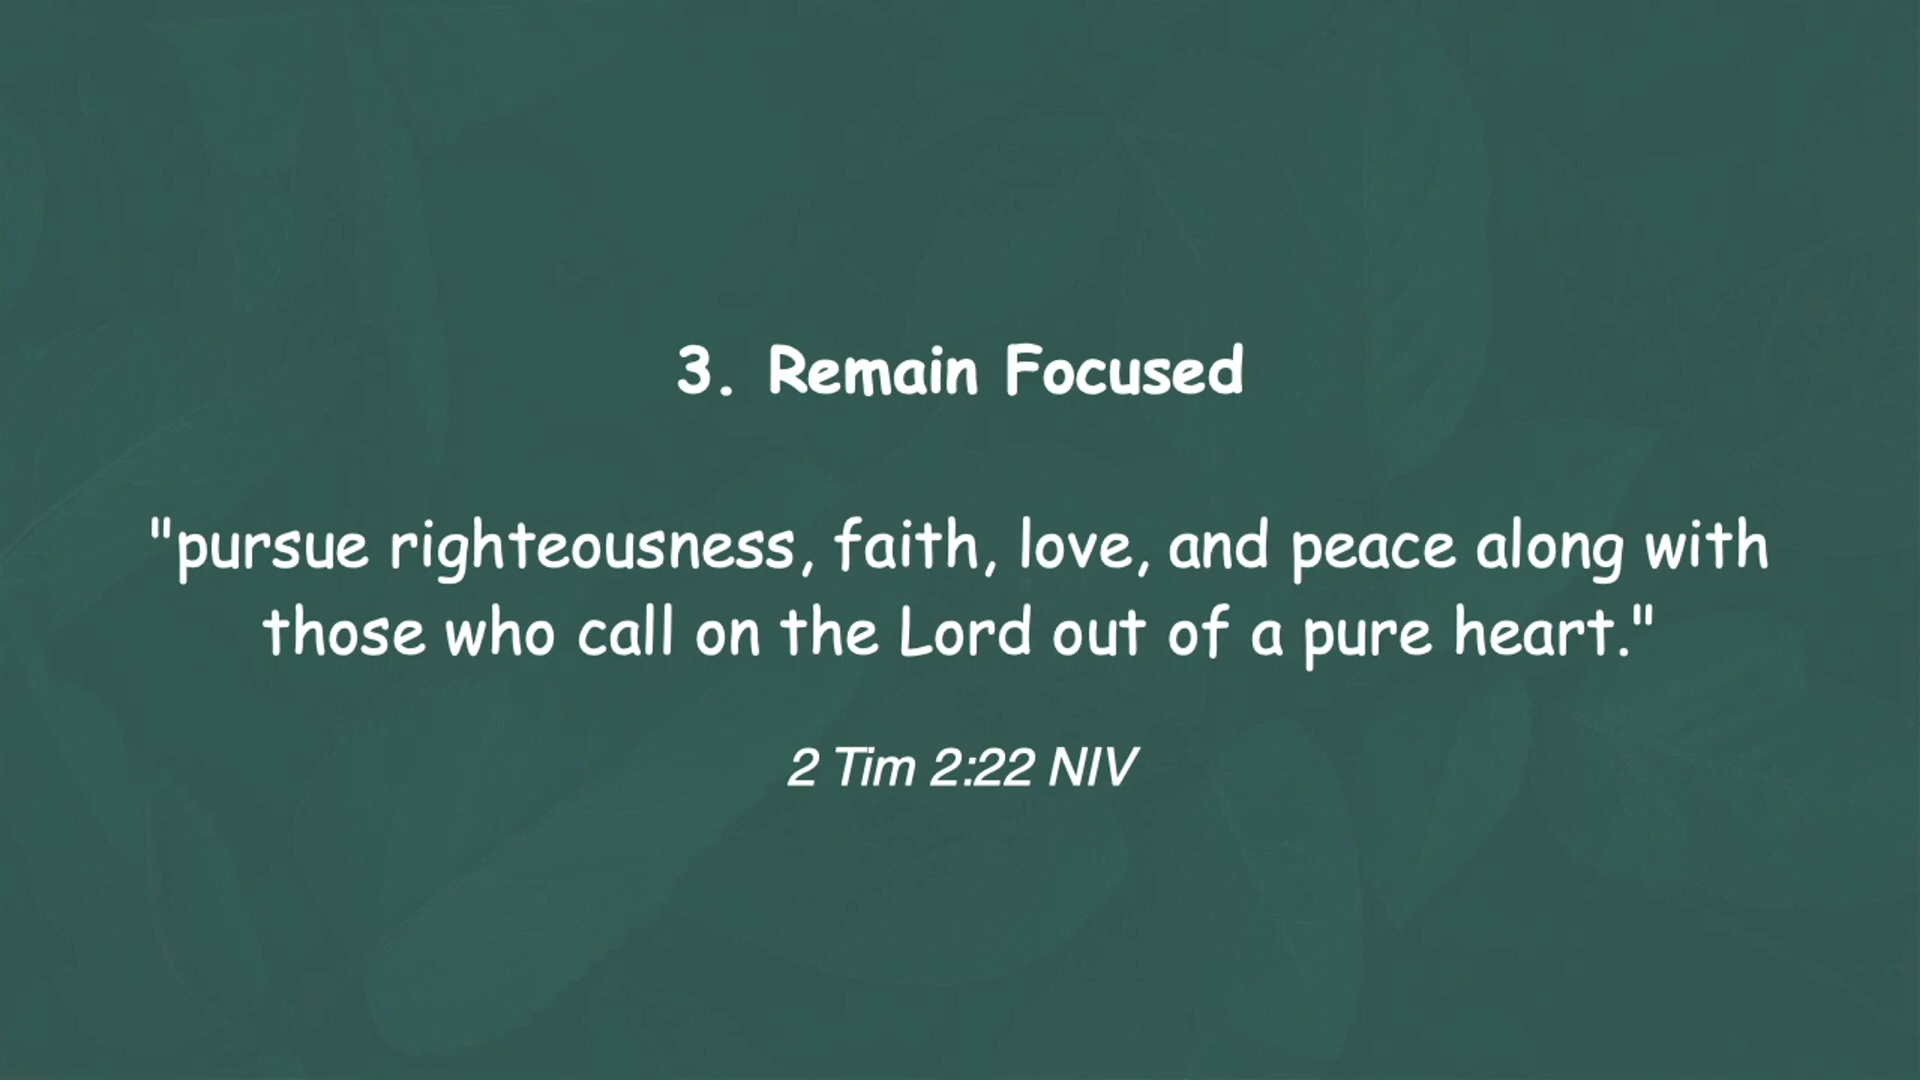 3. Remain Focused
"pursue righteousness, faith, love, and peace along with
those who call on the Lord out of a pure heart."
2 Tim 2:22 NIV